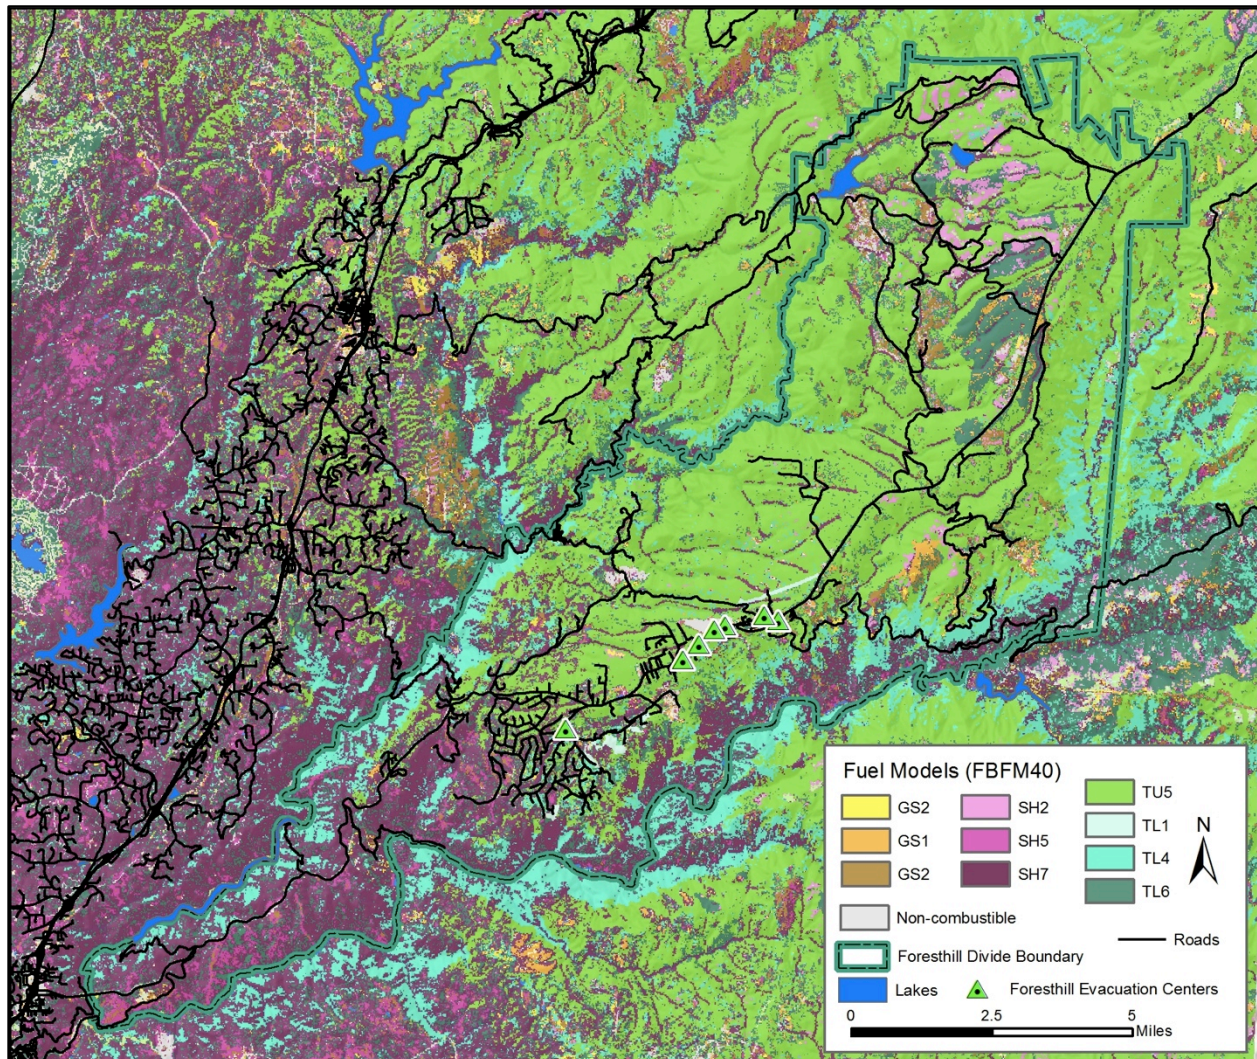 Fuel Models (FBFM40)
GS2
GS1
GS2
SH2
SH5
SH7
TU5
TL1
TL4
TL6
N
Non-combustible
Roads
Foresthill Divide Boundary
Lakes
Foresthill Evacuation Centers
0 2.5 5
Miles